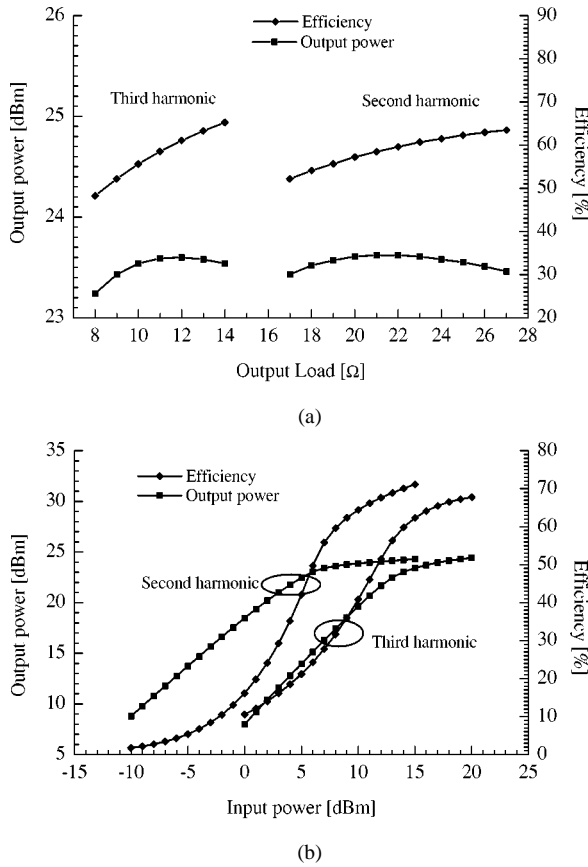 26
25
24
23
Output power [dBm]
Efficiency
Output power
Third harmonic
Second harmonic
90
80
70
60
50
40
30
20
Efficiency [%]
8 10 12 14 16 18 20 22 24 26 28
Output Load [Ω]
(a)
35
30
25
20
15
10
5
Output power [dBm]
Efficiency
Output power
Second harmonic
Third harmonic
80
70
60
50
40
30
20
10
0
Efficiency [%]
-15 -10 -5 0 5 10 15 20 25
Input power [dBm]
(b)